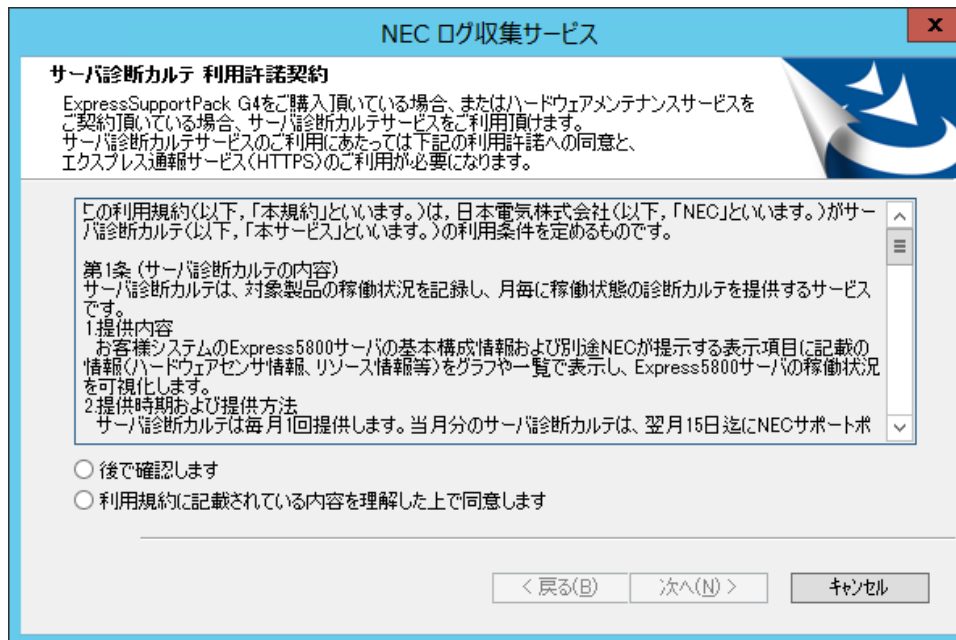 NEC ログ収集サービス
x
サーバ診断カルテ 利用許諾契約
ExpressSupportPack G4をご購入頂いている場合、またはハードウェアメンテナンスサービスを
ご契約頂いている場合、サーバ診断カルテサービスをご利用頂けます。
サーバ診断カルテサービスのご利用にあたっては下記の利用許諾への同意と、
エクスプレス通報サービス(HTTPS)のご利用が必要になります。
この利用規約(以下,「本規約」といいます。)は, 日本電気株式会社(以下,「NEC」といいます。)がサー
バ診断カルテ(以下,「本サービス」といいます。)の利用条件を定めるものです。
第1条 (サーバ診断カルテの内容)
サーバ診断カルテは、対象製品の稼働状況を記録し、月毎に稼働状態の診断カルテを提供するサービス
です。
1.提供内容
お客様システムのExpress5800サーバの基本構成情報および別途NECが提示する表示項目に記載の
情報(ハードウェアセンサ情報、リソース情報等)をグラフや一覧で表示し、Express5800サーバの稼働状況
を可視化します。
2.提供時期および提供方法
サーバ診断カルテは毎月1回提供します。当月分のサーバ診断カルテは、翌月15日迄にNECサポートポ
後で確認します
利用規約に記載されている内容を理解した上で同意します
< 戻る(B) 次へ(N) > キャンセル